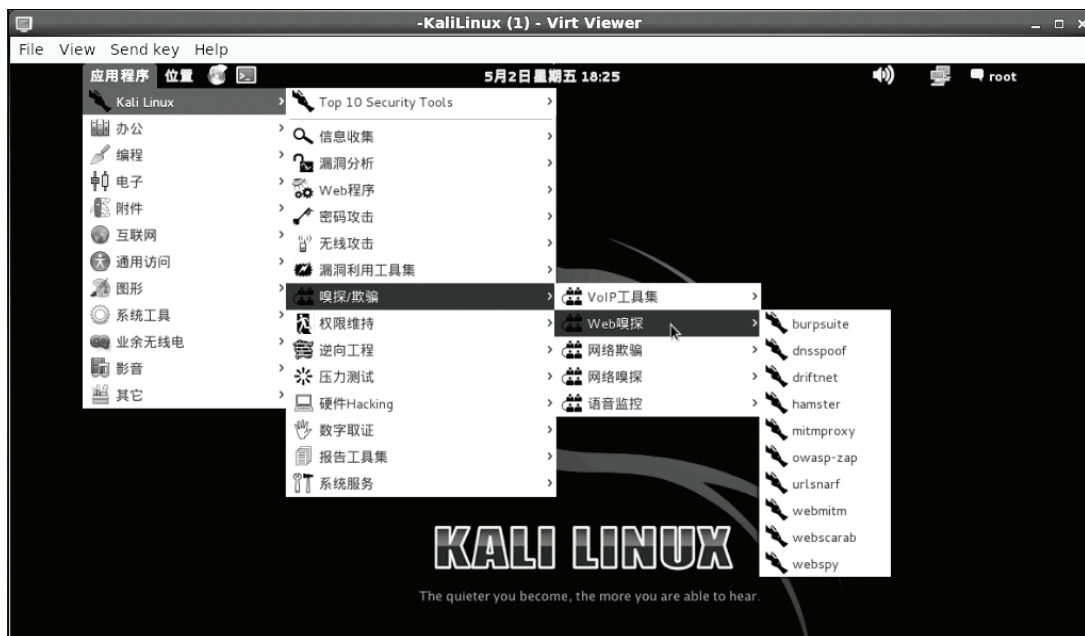 -KaliLinux (1) - Virt Viewer
File View Send key Help
应用程序 位置 5月2日星期五 18:25 root
Kali Linux
办公
编程
电子
附件
互联网
通用访问
图形
系统工具
业余无线电
影音
其它
Top 10 Security Tools
信息收集
漏洞分析
Web程序
密码攻击
无线攻击
漏洞利用工具集
嗅探/欺骗
权限维持
逆向工程
压力测试
硬件Hacking
数字取证
报告工具集
系统服务
VoIP工具集
Web嗅探
网络欺骗
网络嗅探
语音监控
burpsuite
dnsspoof
driftnet
hamster
mitmproxy
owasp-zap
urlsnarf
webmitm
webscarab
webspy
KALI LINUX
The quieter you become, the more you are able to hear.